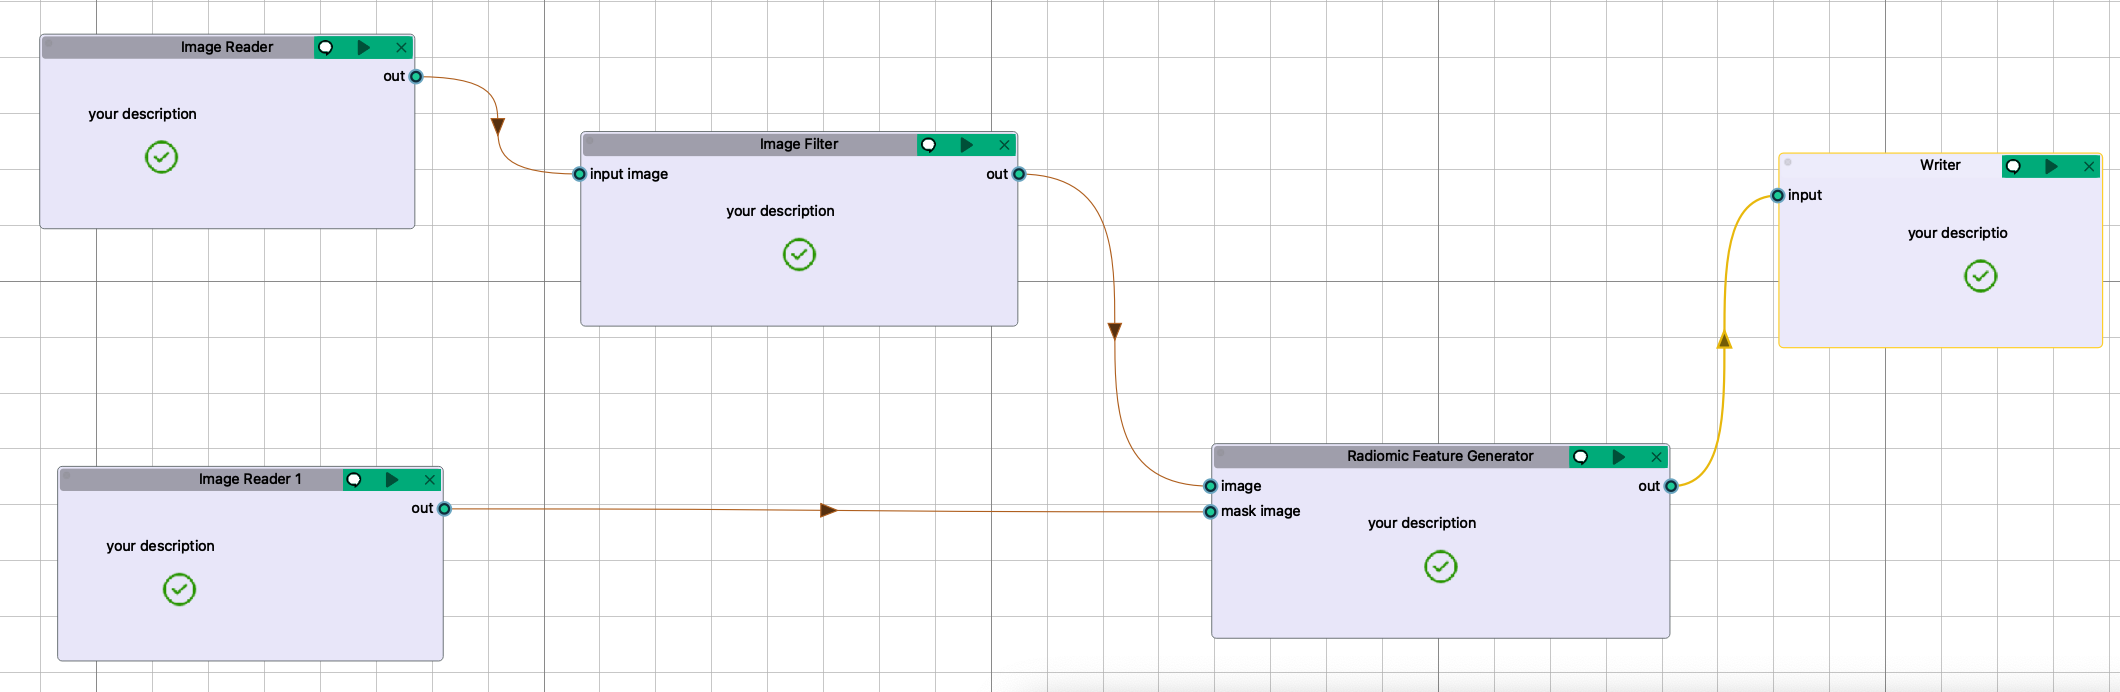 Image Reader
out
your description
Image Filter
input image
out
your description
Writer
input
your descriptio
Image Reader 1
out
your description
Radiomic Feature Generator
image
out
mask image
your description